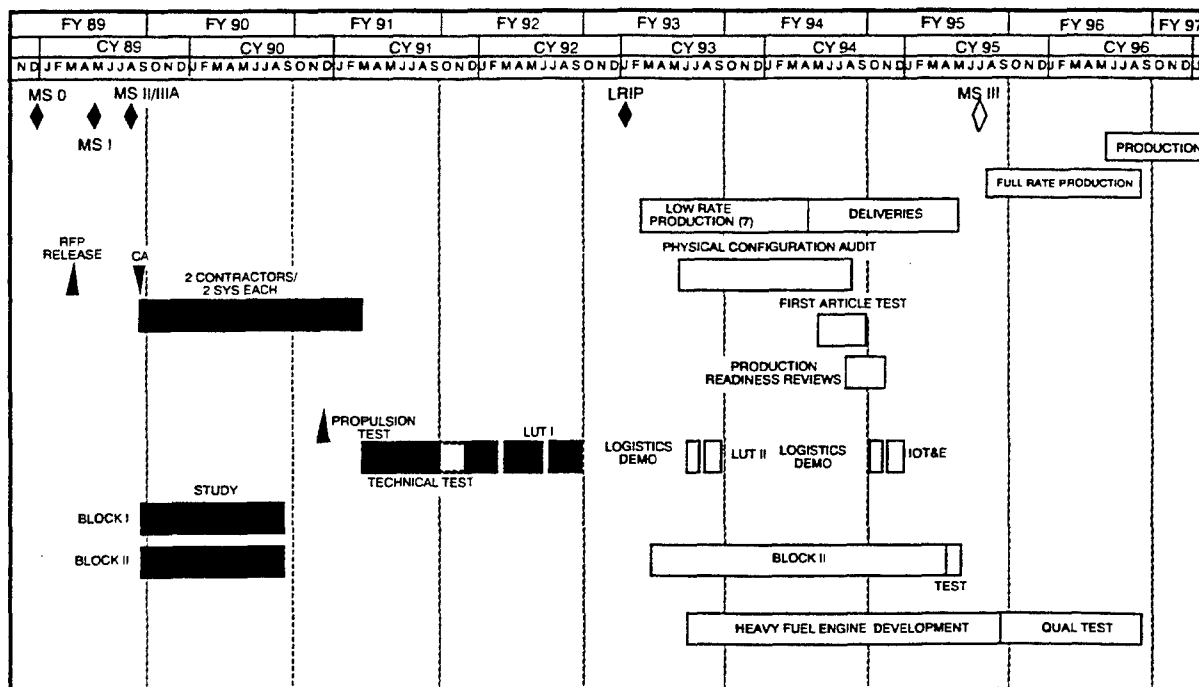 FY 89 FY 90 FY 91 FY 92 FY 93 FY 94 FY 95 FY 96 FY 97
CY 89 CY 90 CY 91 CY 92 CY 93 CY 94 CY 95 CY 96
N D J F M A M J J A S O N D J F M A M J J A S O N D J F M A M J J A S O N D J F M A M J J A S O N D J F M A M J J A S O N D J F M A M J J A S O N D J F M A M J J A S O N D J F M A M J J A S O N D
MS 0 MS II/IIIA LRIP MS III
MS I
PRODUCTION
FULL RATE PRODUCTION
LOW RATE
PRODUCTION (7)
DELIVERIES
PHYSICAL CONFIGURATION AUDIT
RFP
RELEASE
CA
2 CONTRACTORS/
2 SYS EACH
FIRST ARTICLE TEST
PRODUCTION
READINESS REVIEWS
PROPULSION
TEST
LUT I
TECHNICAL TEST
LOGISTICS
DEMO
LUT II
LOGISTICS
DEMO
IOT&E
STUDY
BLOCK I
BLOCK II
BLOCK II
TEST
HEAVY FUEL ENGINE DEVELOPMENT
QUAL TEST